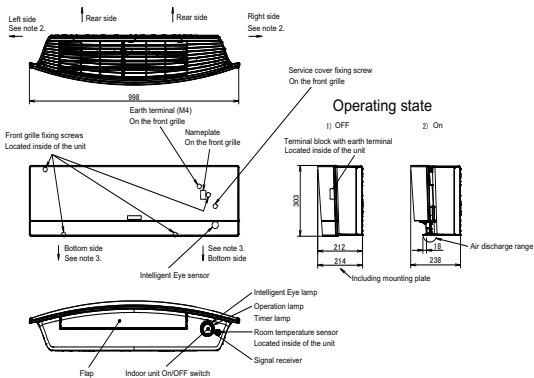 Left side
See note 2.
Rear side
Rear side
Right side
See note 2.
998
Service cover fixing screw
On the front grille
Earth terminal (M4)
On the front grille
Nameplate
On the front grille
Front grille fixing screws
Located inside of the unit
Operating state
1) OFF
2) On
Terminal block with earth terminal
Located inside of the unit
303
212
214
18
238
Air discharge range
Including mounting plate
Bottom side
See note 3.
See note 3.
Bottom side
Intelligent Eye sensor
Intelligent Eye lamp
Operation lamp
Timer lamp
Room temperature sensor
Located inside of the unit
Signal receiver
Flap
Indoor unit On/OFF switch